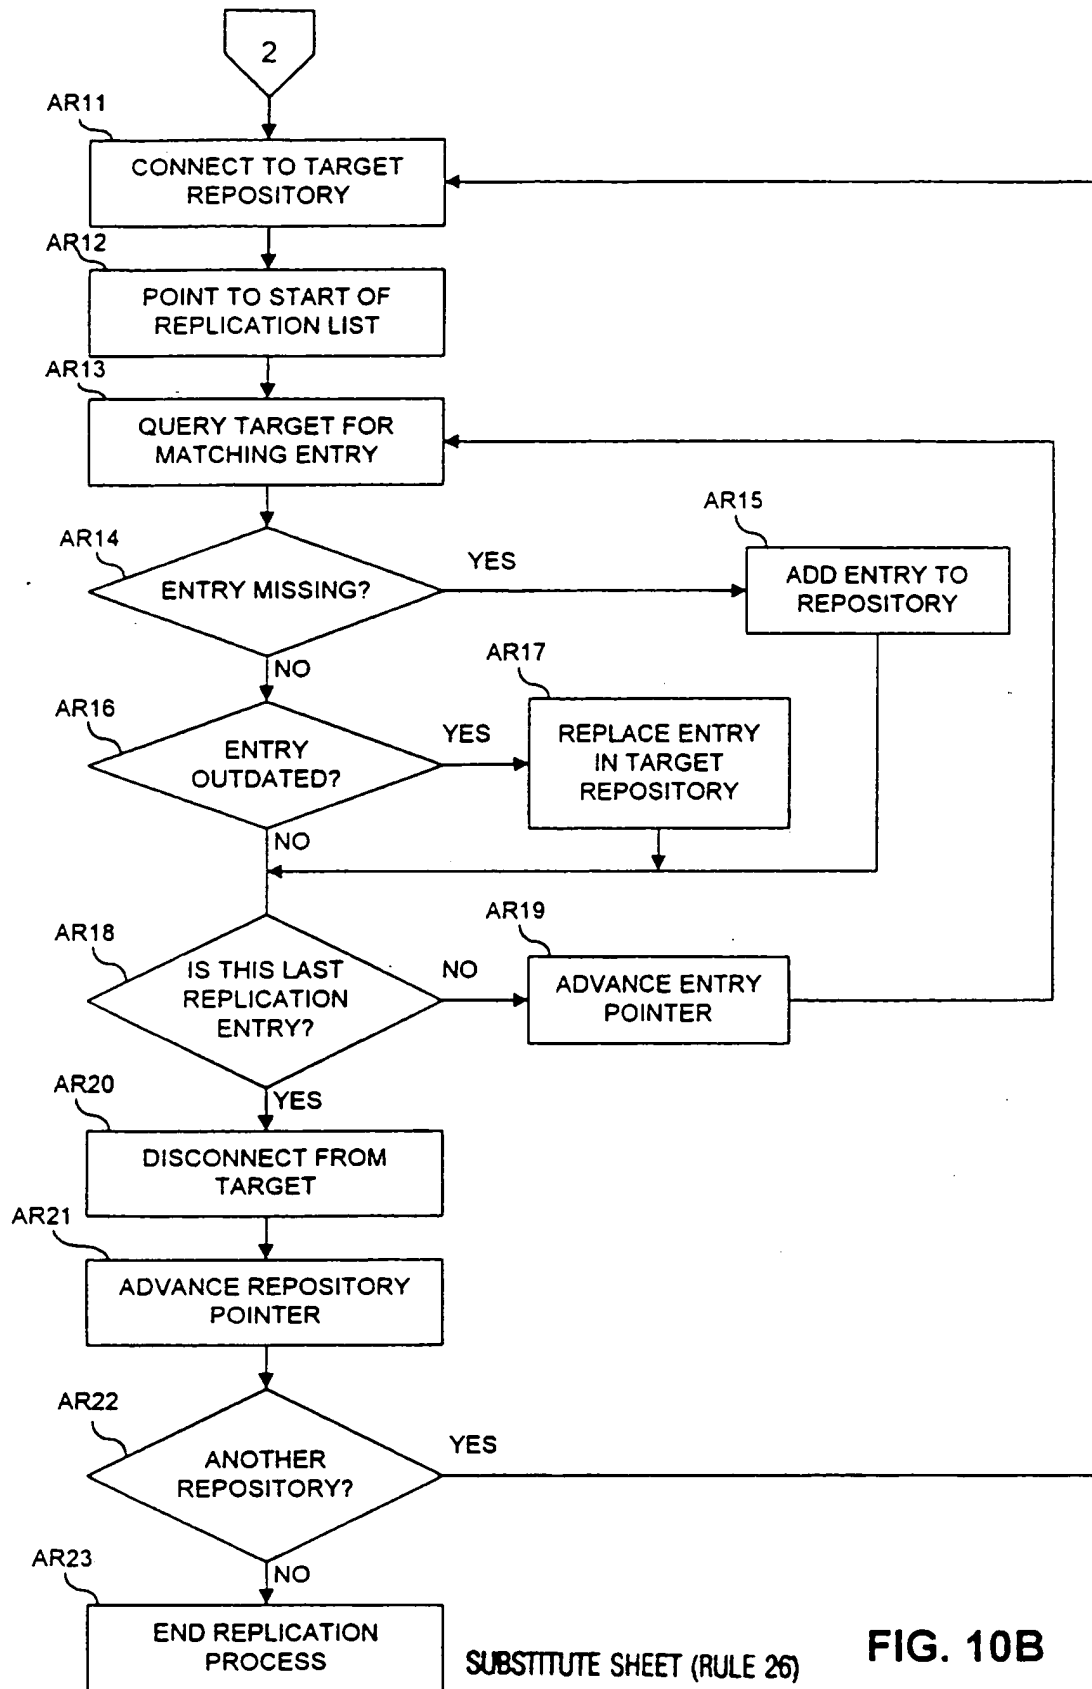 2
AR11
CONNECT TO TARGET
REPOSITORY
AR12
POINT TO START OF
REPLICATION LIST
AR13
QUERY TARGET FOR
MATCHING ENTRY
AR14
ENTRY MISSING?
YES
AR15
ADD ENTRY TO
REPOSITORY
NO
AR16
ENTRY
OUTDATED?
YES
AR17
REPLACE ENTRY
IN TARGET
REPOSITORY
NO
AR18
IS THIS LAST
REPLICATION
ENTRY?
NO
AR19
ADVANCE ENTRY
POINTER
YES
AR20
DISCONNECT FROM
TARGET
AR21
ADVANCE REPOSITORY
POINTER
AR22
ANOTHER
REPOSITORY?
YES
NO
AR23
END REPLICATION
PROCESS
SUBSTITUTE SHEET (RULE 26)
FIG. 10B